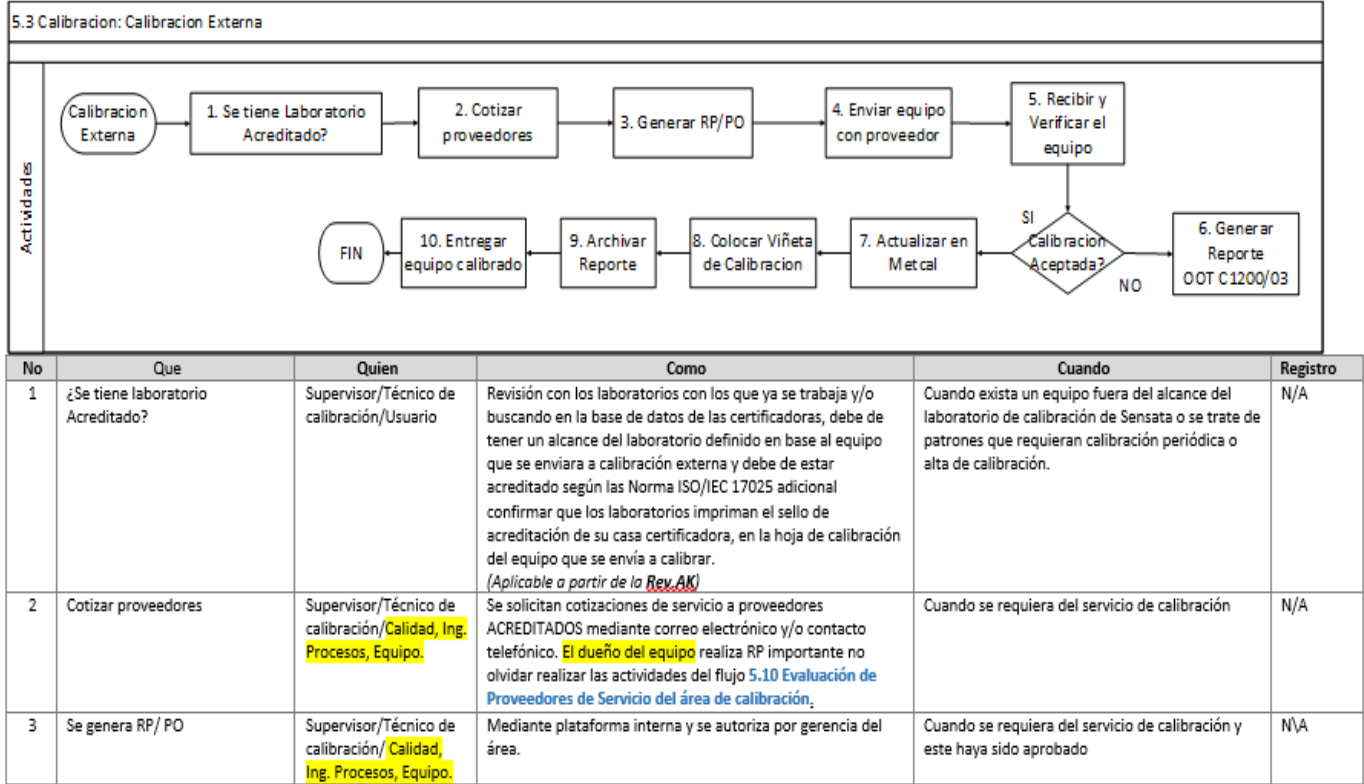 5.3 Calibracion: Calibracion Externa
Actividades
Calibracion
Externa
1. Se tiene Laboratorio
Acreditado?
2. Cotizar
proveedores
3. Generar RP/PO
4. Enviar equipo
con proveedor
5. Recibir y
Verificar el
equipo
SI
Calibracion
Aceptada?
NO
6. Generar
Reporte
OOT C1200/03
7. Actualizar en
Metcal
8. Colocar Viñeta
de Calibracion
9. Archivar
Reporte
10. Entregar
equipo calibrado
FIN
No Que Quien Como Cuando Registro
1
¿Se tiene laboratorio
Acreditado?
Supervisor/Técnico de
calibración/Usuario
Revisión con los laboratorios con los que ya se trabaja y/o
buscando en la base de datos de las certificadoras, debe de
tener un alcance del laboratorio definido en base al equipo
que se enviara a calibración externa y debe de estar
acreditado según las Norma ISO/IEC 17025 adicional
confirmar que los laboratorios impriman el sello de
acreditación de su casa certificadora, en la hoja de calibración
del equipo que se envía a calibrar.
(Aplicable a partir de la Rev.AK)
Cuando exista un equipo fuera del alcance del
laboratorio de calibración de Sensata o se trate de
patrones que requieran calibración periódica o
alta de calibración.
N/A
2
Cotizar proveedores
Supervisor/Técnico de
calibración/Calidad, Ing.
Procesos, Equipo.
Se solicitan cotizaciones de servicio a proveedores
ACREDITADOS mediante correo electrónico y/o contacto
telefónico. El dueño del equipo realiza RP importante no
olvidar realizar las actividades del flujo 5.10 Evaluación de
Proveedores de Servicio del área de calibración.
Cuando se requiera del servicio de calibración
N/A
3
Se genera RP/ PO
Supervisor/Técnico de
calibración/ Calidad,
Ing. Procesos, Equipo.
Mediante plataforma interna y se autoriza por gerencia del
área.
Cuando se requiera del servicio de calibración y
este haya sido aprobado
N\A